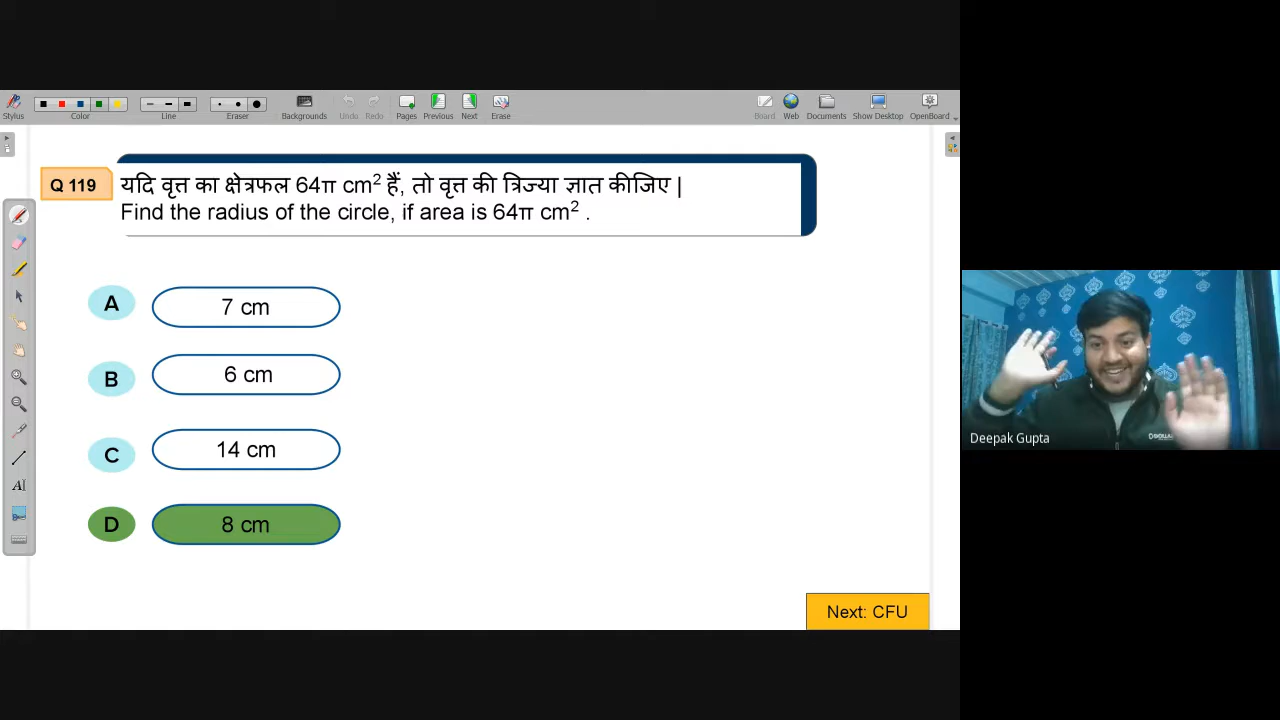 Stylus
Color
Line
Eraser
Backgrounds
Undo
Redo
Pages
Previous
Next
Erase
Board
Web
Documents
Show Desktop
OpenBoard
Q 119
यदि वृत्त का क्षेत्रफल 64π cm² हैं, तो वृत्त की त्रिज्या ज्ञात कीजिए |
Find the radius of the circle, if area is 64π cm² .
A
7 cm
B
6 cm
C
14 cm
D
8 cm
Next: CFU
Deepak Gupta